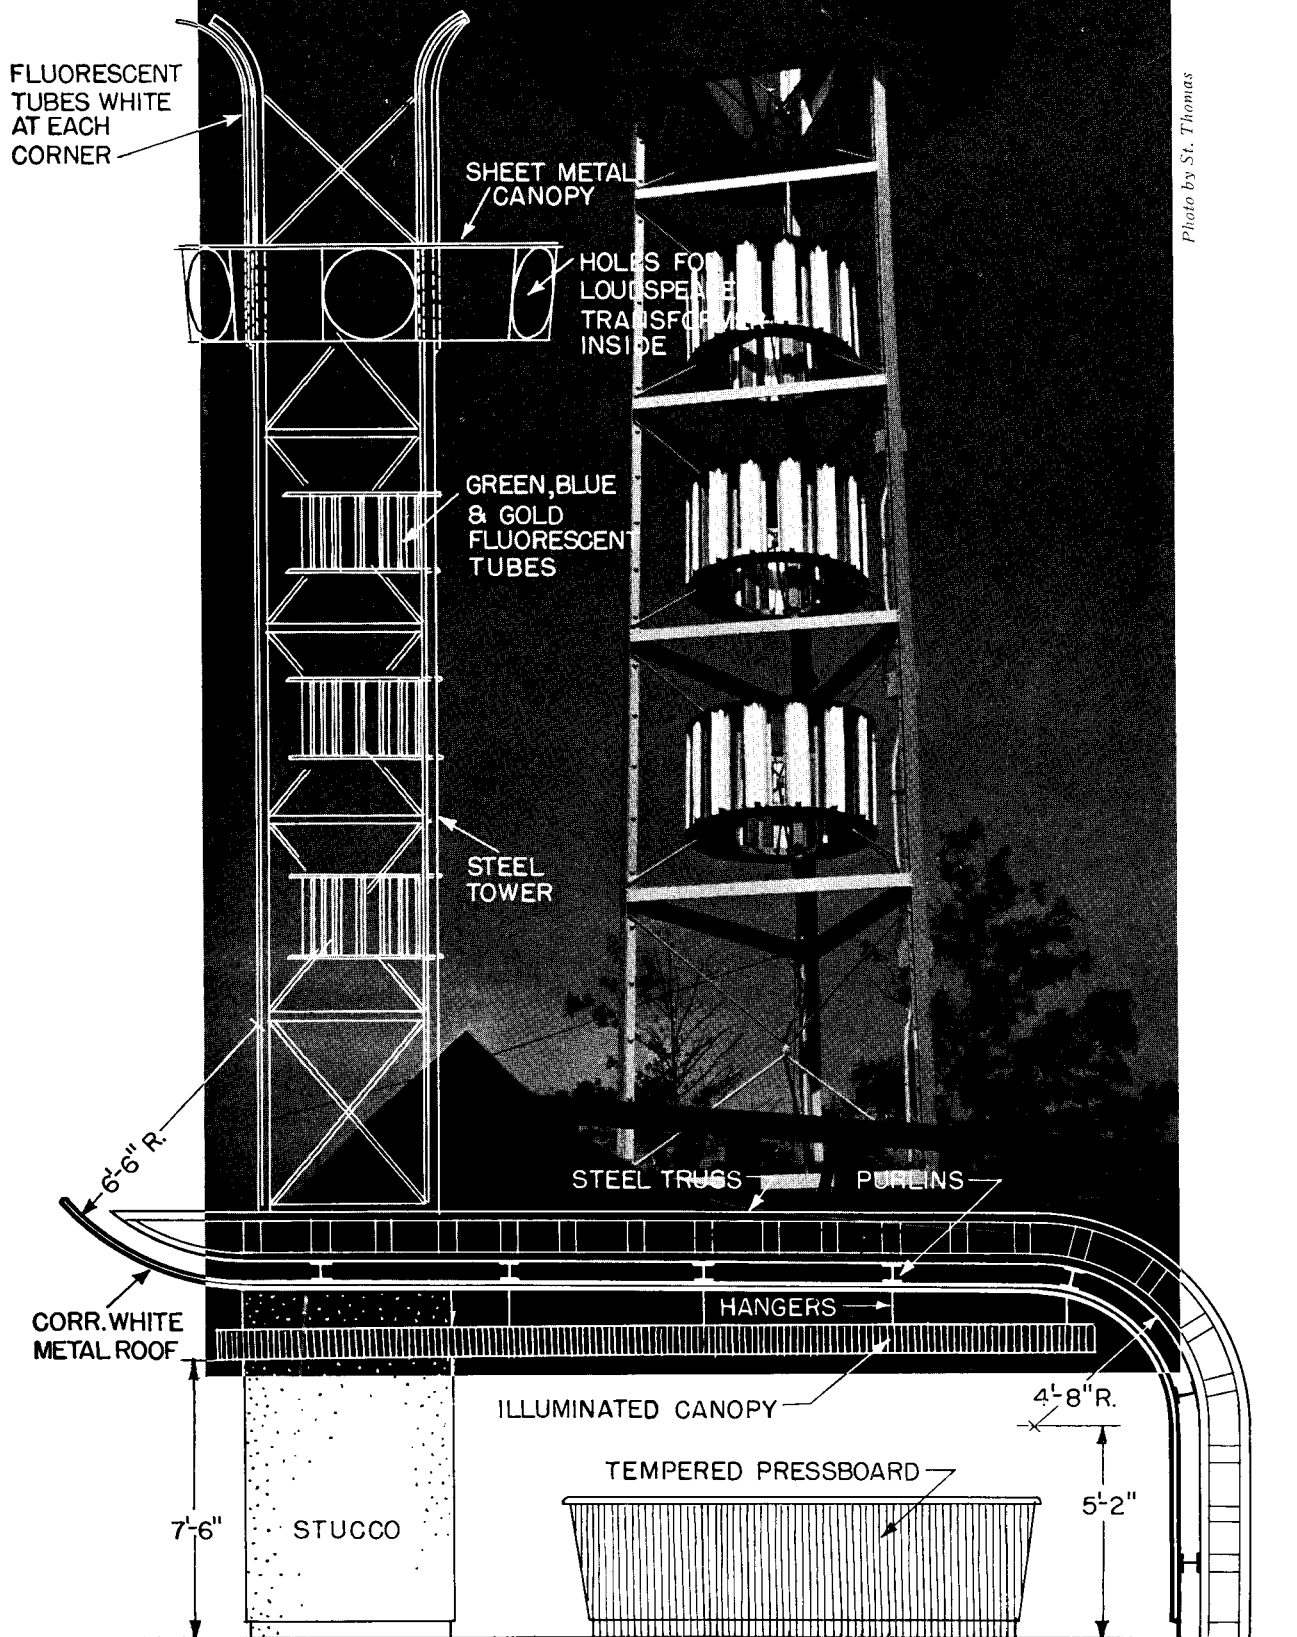 FLUORESCENT
TUBES WHITE
AT EACH
CORNER
SHEET METAL
CANOPY
Photo by St. Thomas
HOLES FOR
LOUDSPEAKE
TRANSFORMER
INSIDE
GREEN, BLUE
& GOLD
FLUORESCENT
TUBES
STEEL
TOWER
6'-6" R.
STEEL TRUSS
PURLINS
CORR. WHITE
METAL ROOF
HANGERS
ILLUMINATED CANOPY
4'-8" R.
TEMPERED PRESSBOARD
5'-2"
7'-6"
STUCCO